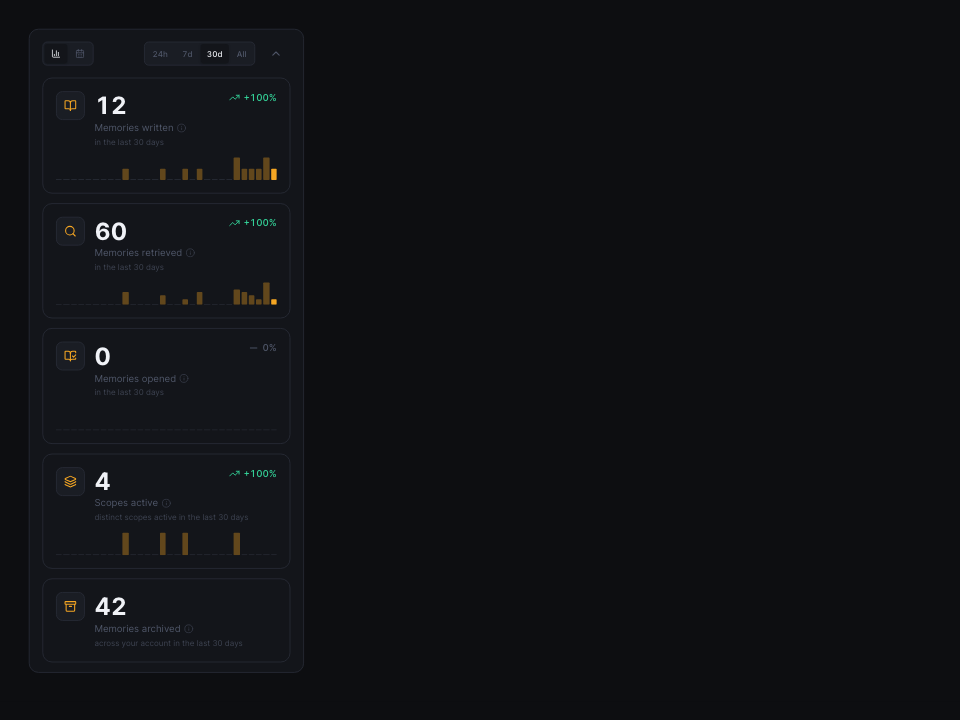 24h 7d 30d All
12
+100%
Memories written
in the last 30 days
60
+100%
Memories retrieved
in the last 30 days
0
0%
Memories opened
in the last 30 days
4
+100%
Scopes active
distinct scopes active in the last 30 days
42
Memories archived
across your account in the last 30 days